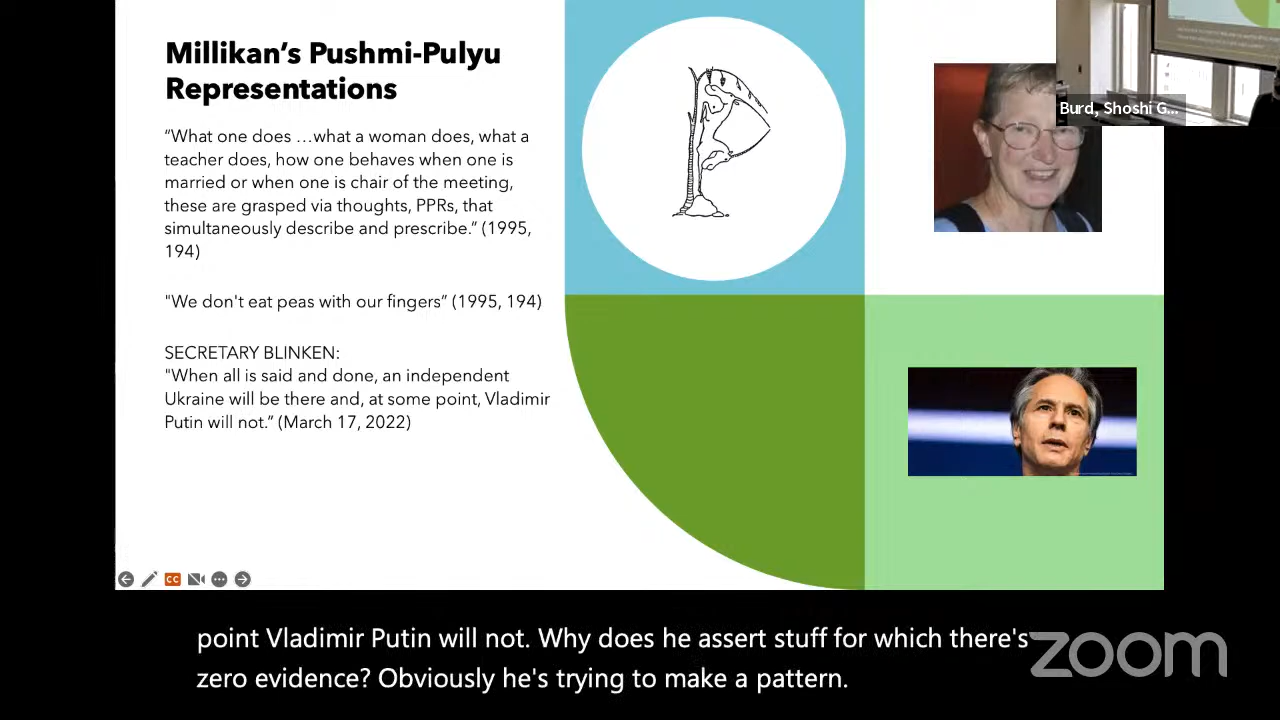 Millikan’s Pushmi-Pulyu
Representations
“What one does …what a woman does, what a
teacher does, how one behaves when one is
married or when one is chair of the meeting,
these are grasped via thoughts, PPRs, that
simultaneously describe and prescribe.” (1995,
194)
"We don't eat peas with our fingers” (1995, 194)
SECRETARY BLINKEN:
"When all is said and done, an independent
Ukraine will be there and, at some point, Vladimir
Putin will not.” (March 17, 2022)
Burd, Shoshi G...
CC
point Vladimir Putin will not. Why does he assert stuff for which there's
zero evidence? Obviously he's trying to make a pattern.
zoom